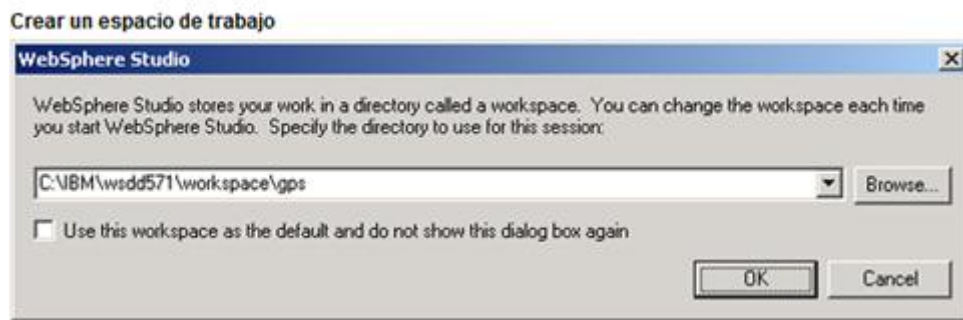 Crear un espacio de trabajo
WebSphere Studio
WebSphere Studio stores your work in a directory called a workspace. You can change the workspace each time
you start WebSphere Studio. Specify the directory to use for this session:
C:\IBM\wsdd571\workspace\gps
Browse...
Use this workspace as the default and do not show this dialog box again
OK
Cancel